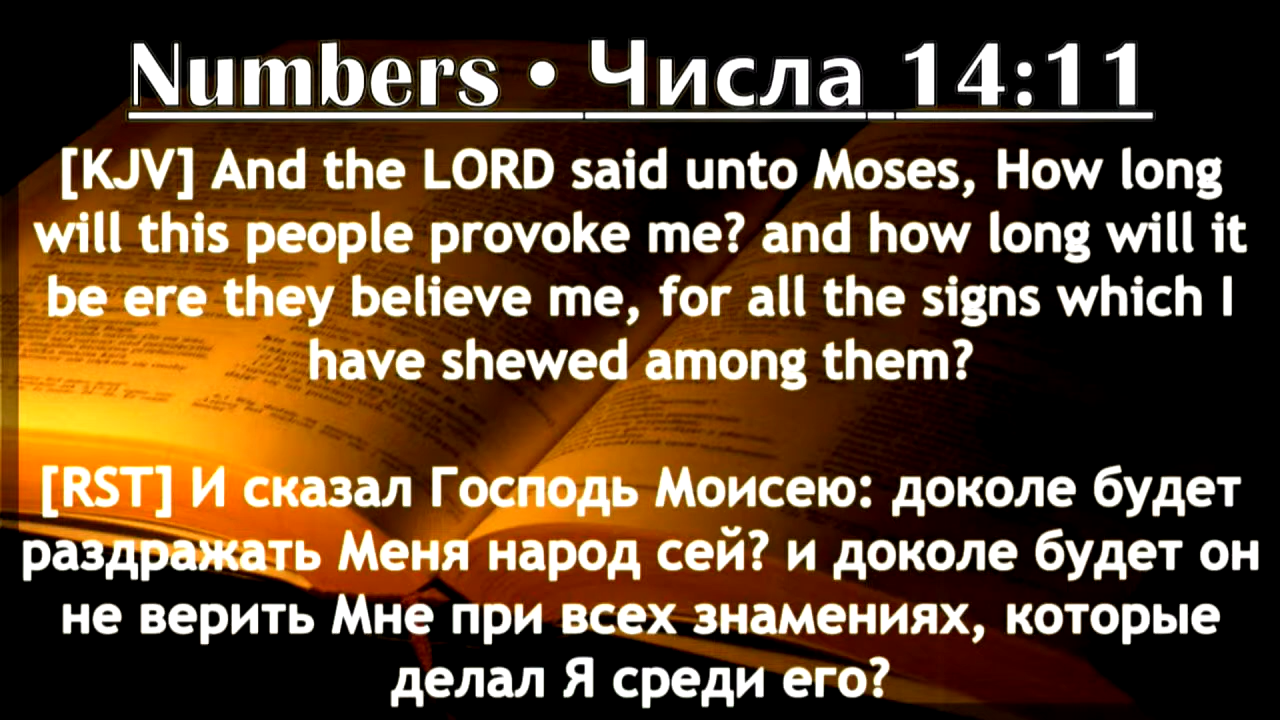 Numbers • Числа 14:11
[KJV] And the LORD said unto Moses, How long
will this people provoke me? and how long will it
be ere they believe me, for all the signs which I
have shewed among them?
[RST] И сказал Господь Моисею: доколе будет
раздражать Меня народ сей? и доколе будет он
не верить Мне при всех знамениях, которые
делал Я среди его?